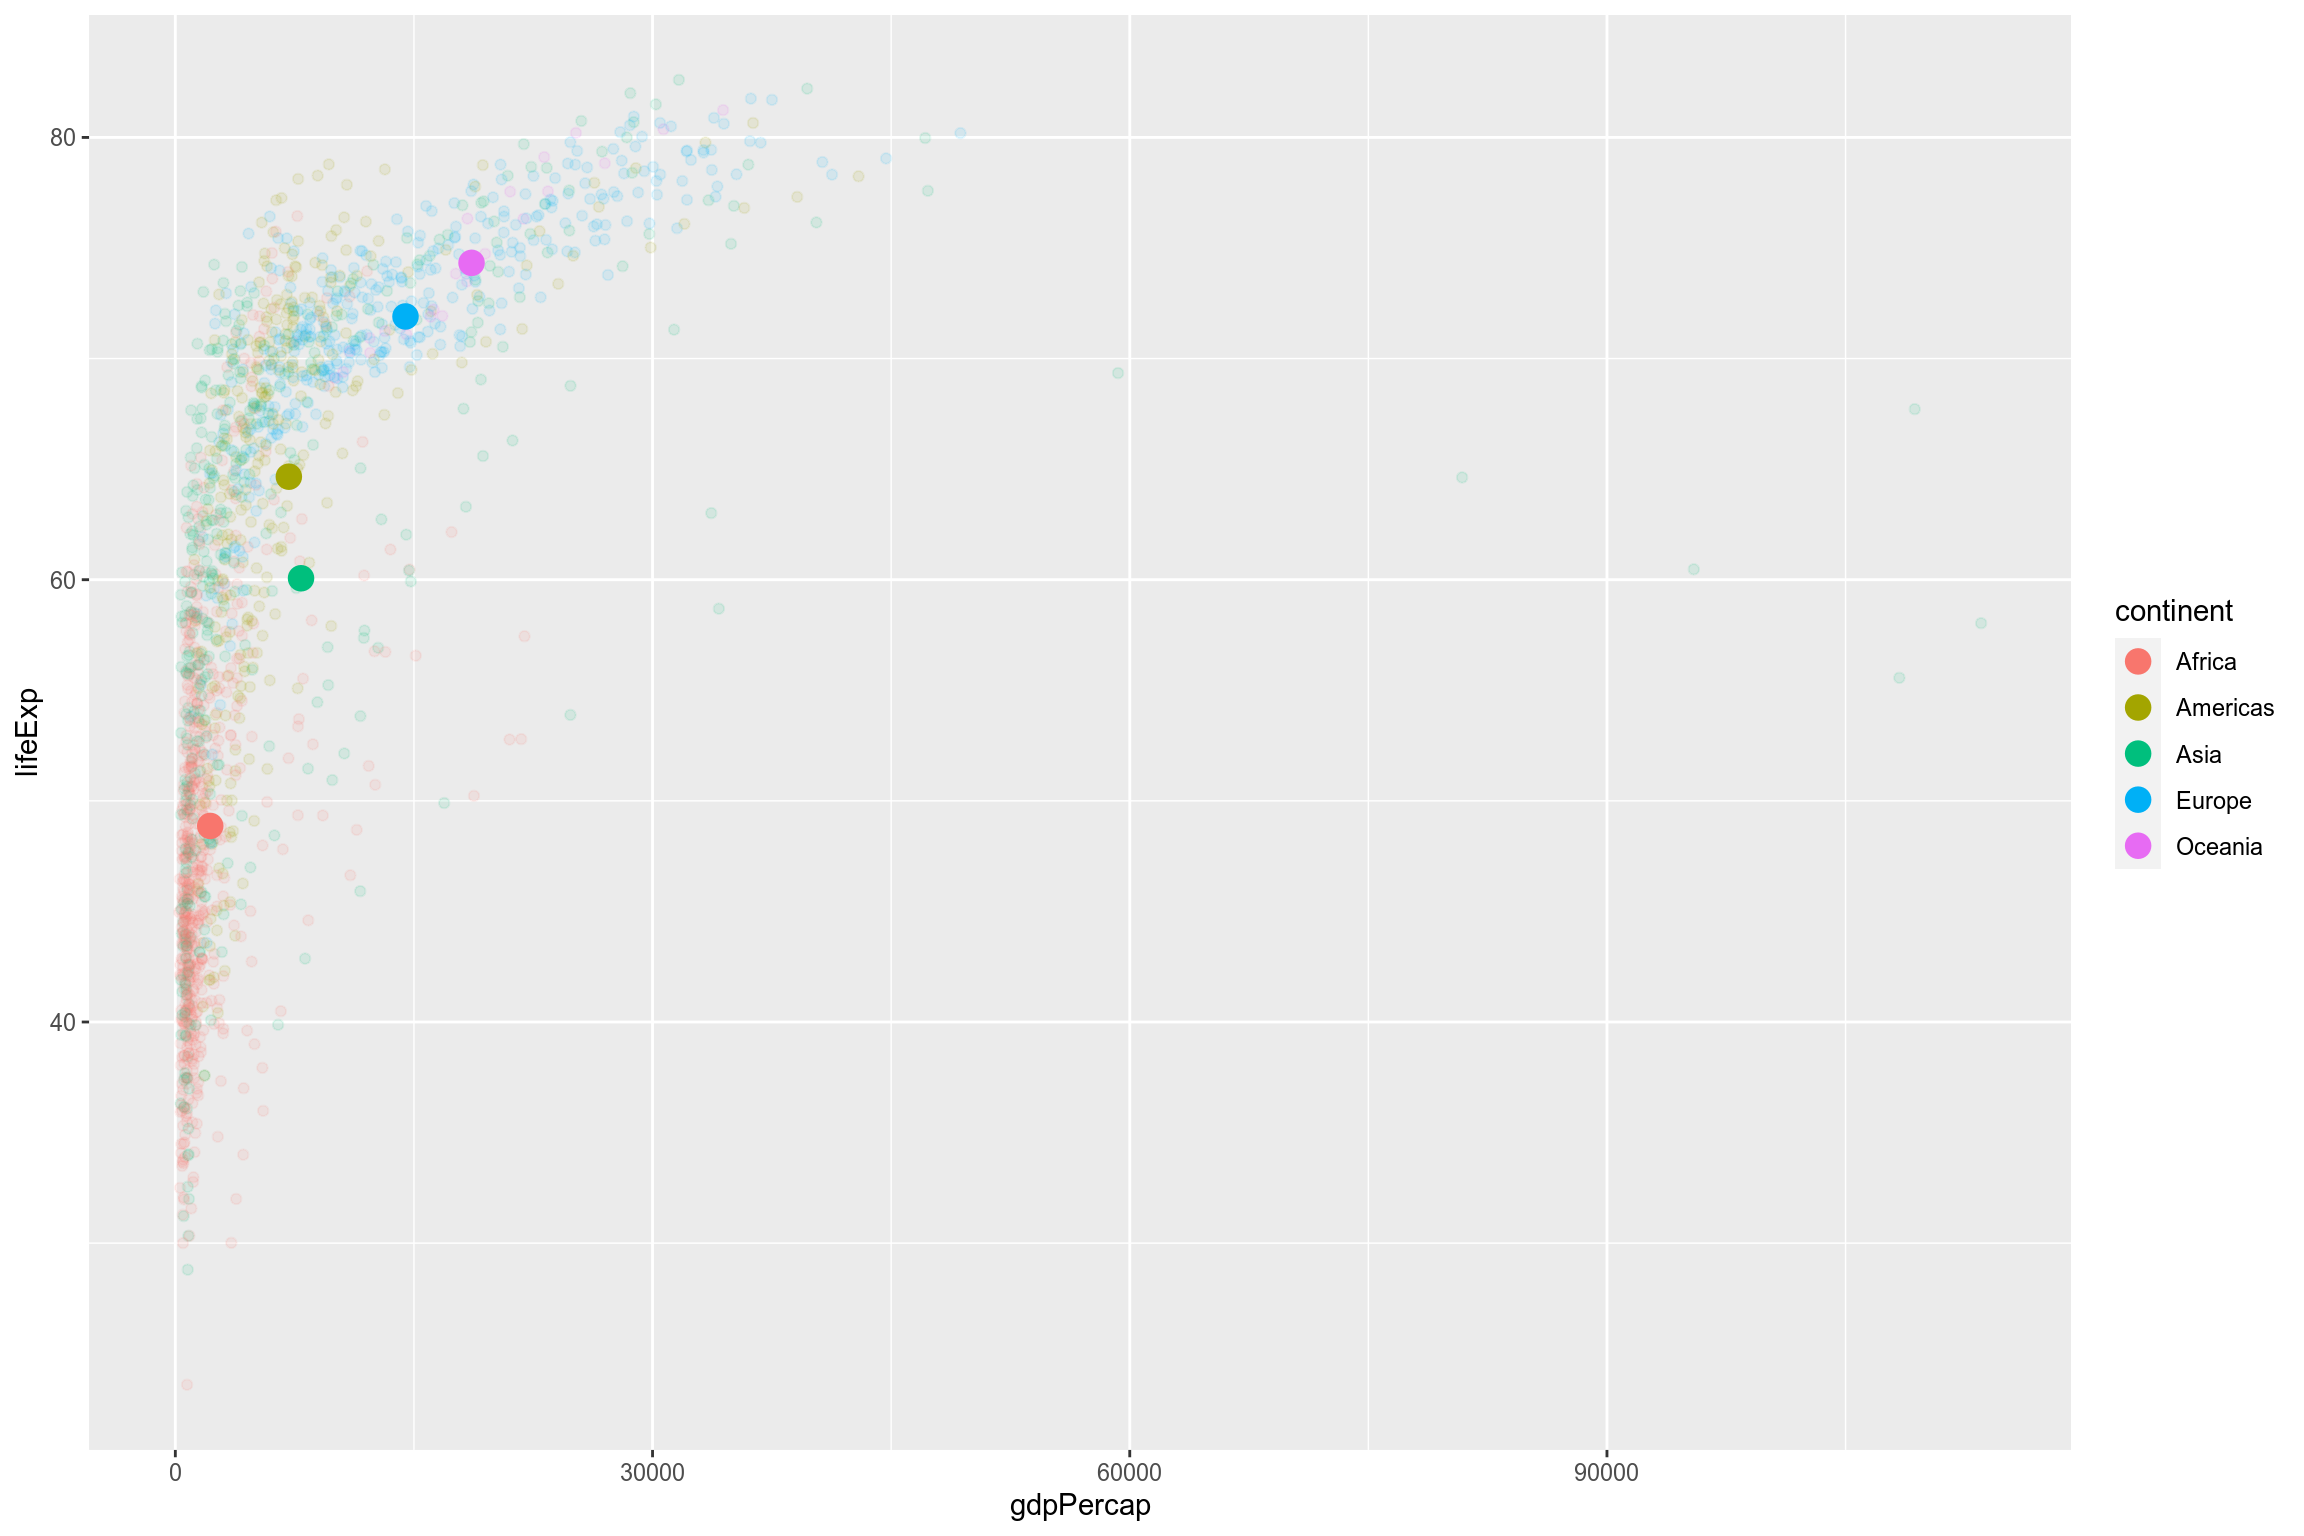 80
60
40
lifeExp
0 30000 60000 90000
gdpPercap
continent
Africa
Americas
Asia
Europe
Oceania